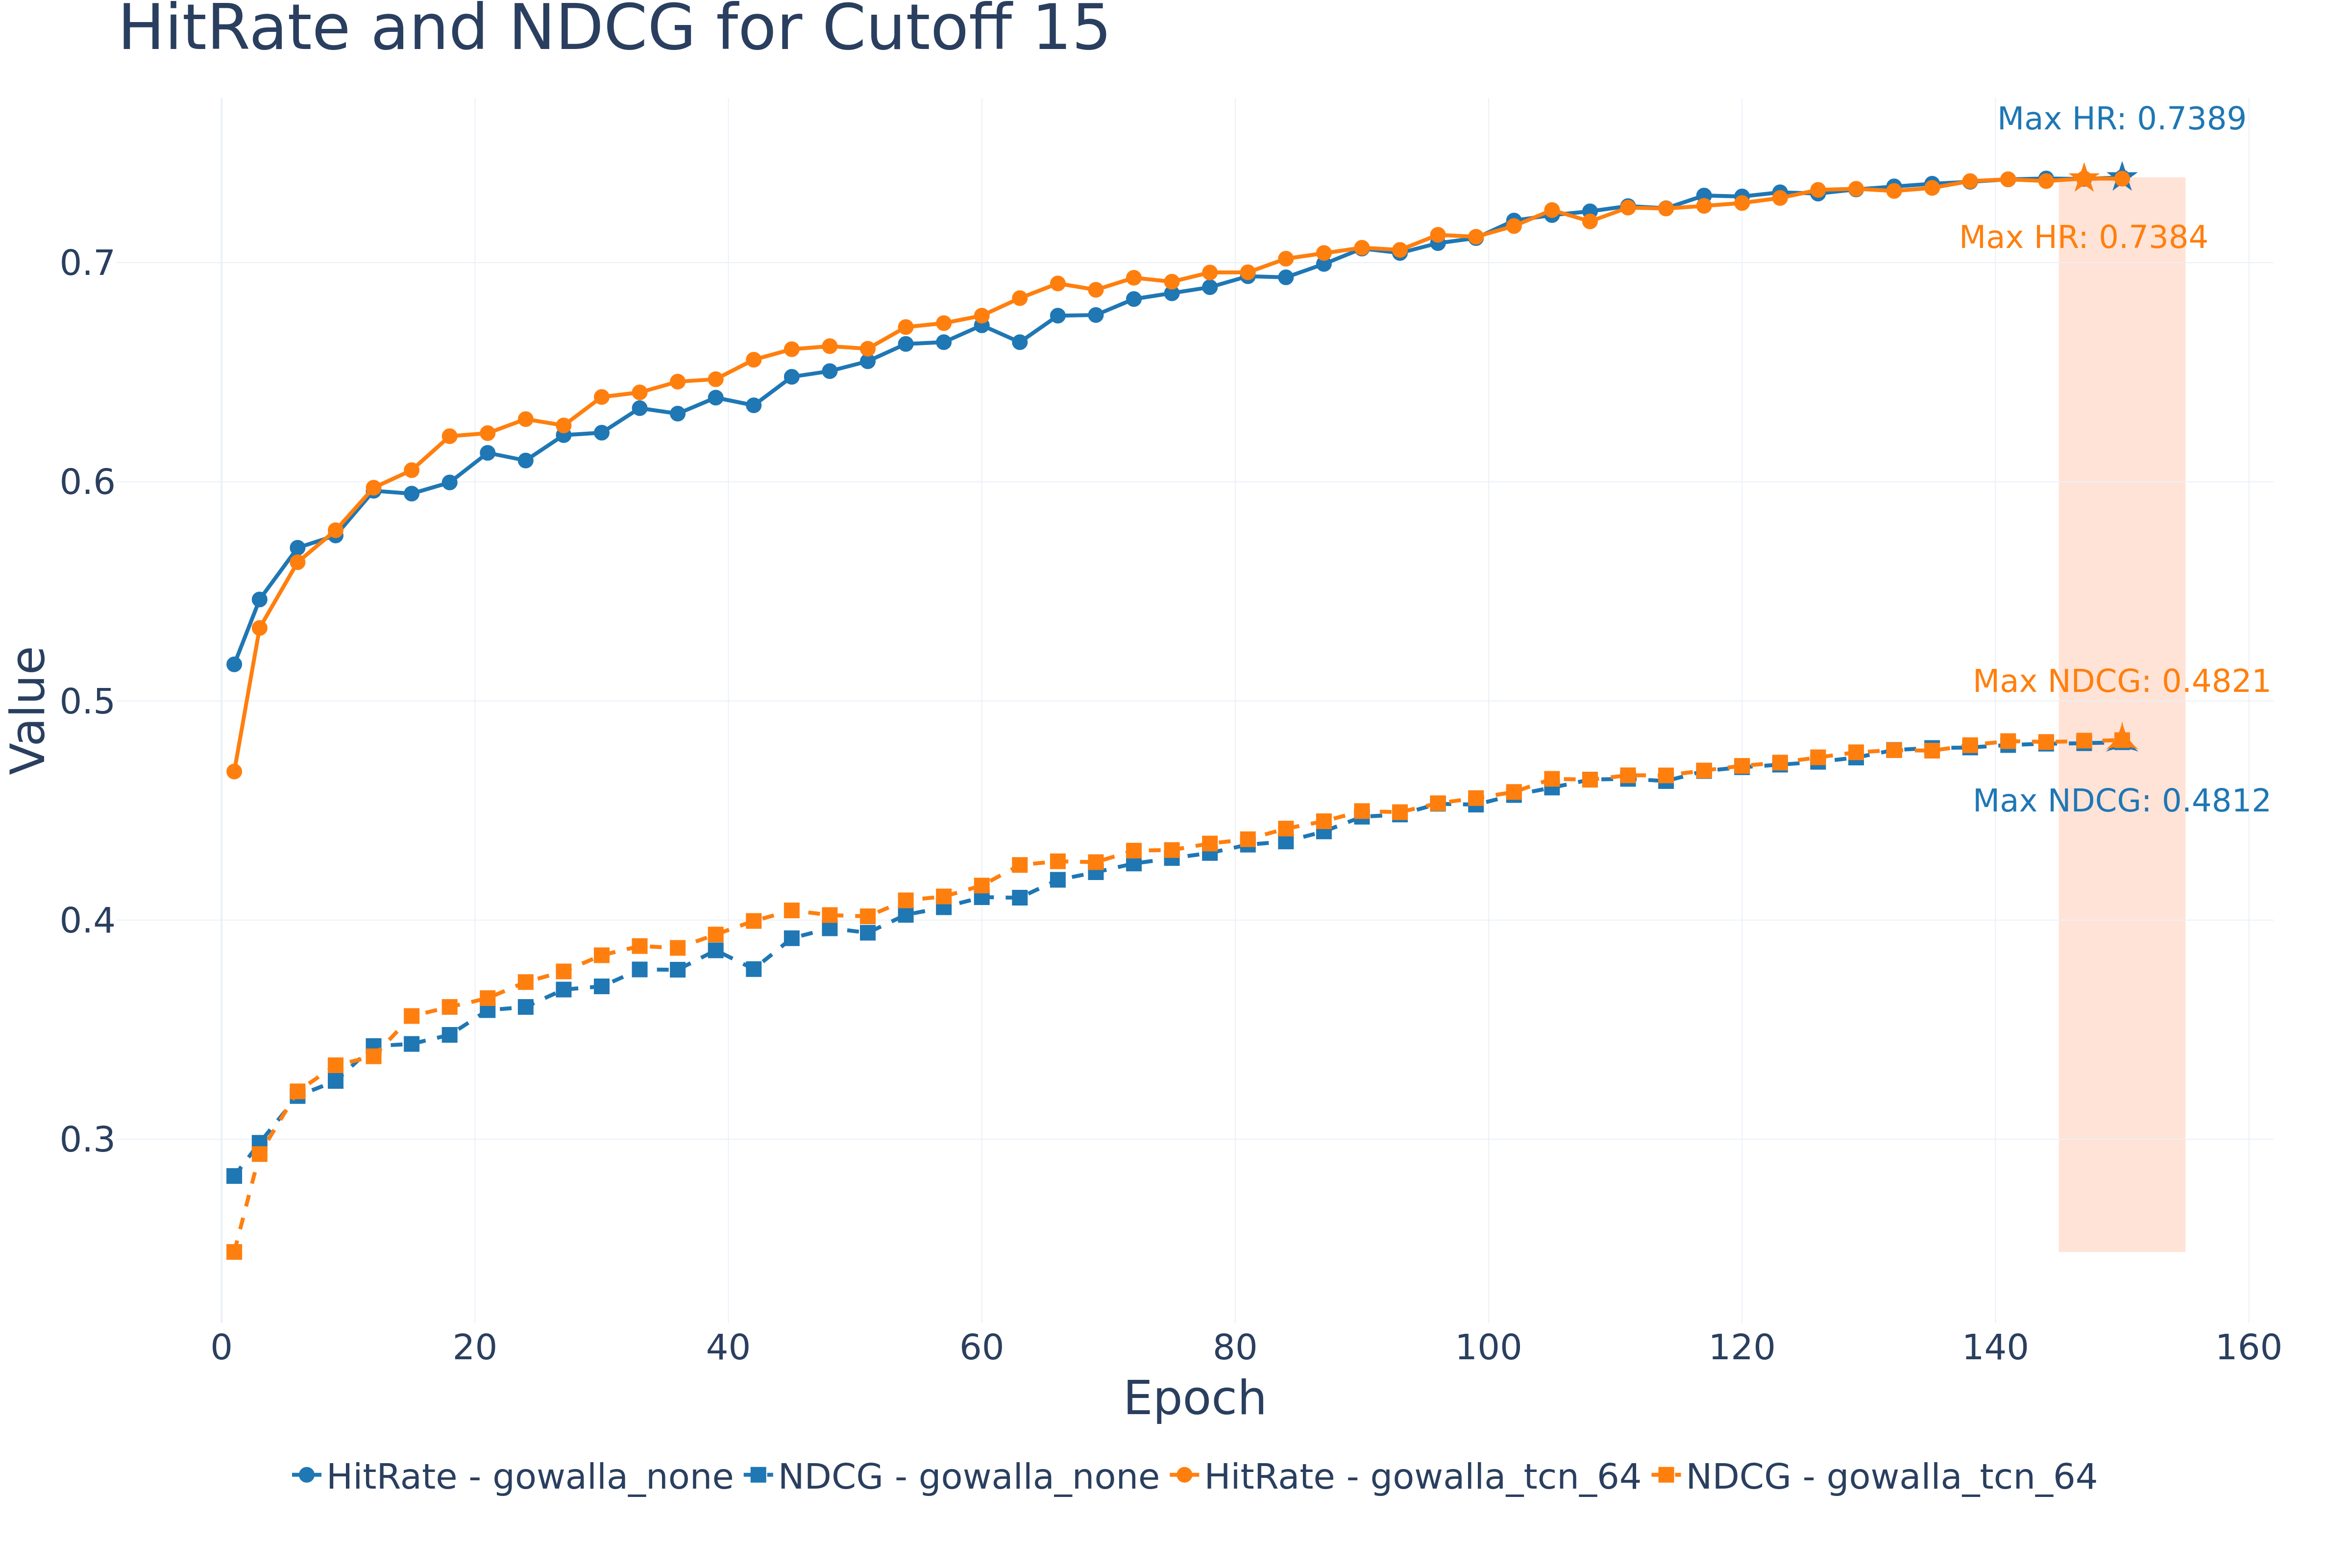 HitRate and NDCG for Cutoff 15
Max HR: 0.7389
Max HR: 0.7384
Max NDCG: 0.4821
Max NDCG: 0.4812
Value
0.7
0.6
0.5
0.4
0.3
0 20 40 60 80 100 120 140 160
Epoch
HitRate - gowalla_none NDCG - gowalla_none HitRate - gowalla_tcn_64 NDCG - gowalla_tcn_64